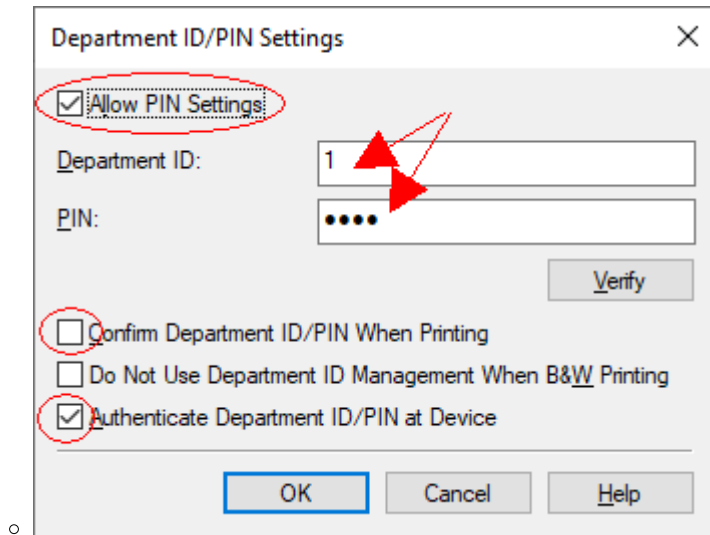 Department ID/PIN Settings
Allow PIN Settings
Department ID: 1
PIN: ••••
Verify
Confirm Department ID/PIN When Printing
Do Not Use Department ID Management When B&W Printing
Authenticate Department ID/PIN at Device
OK Cancel Help